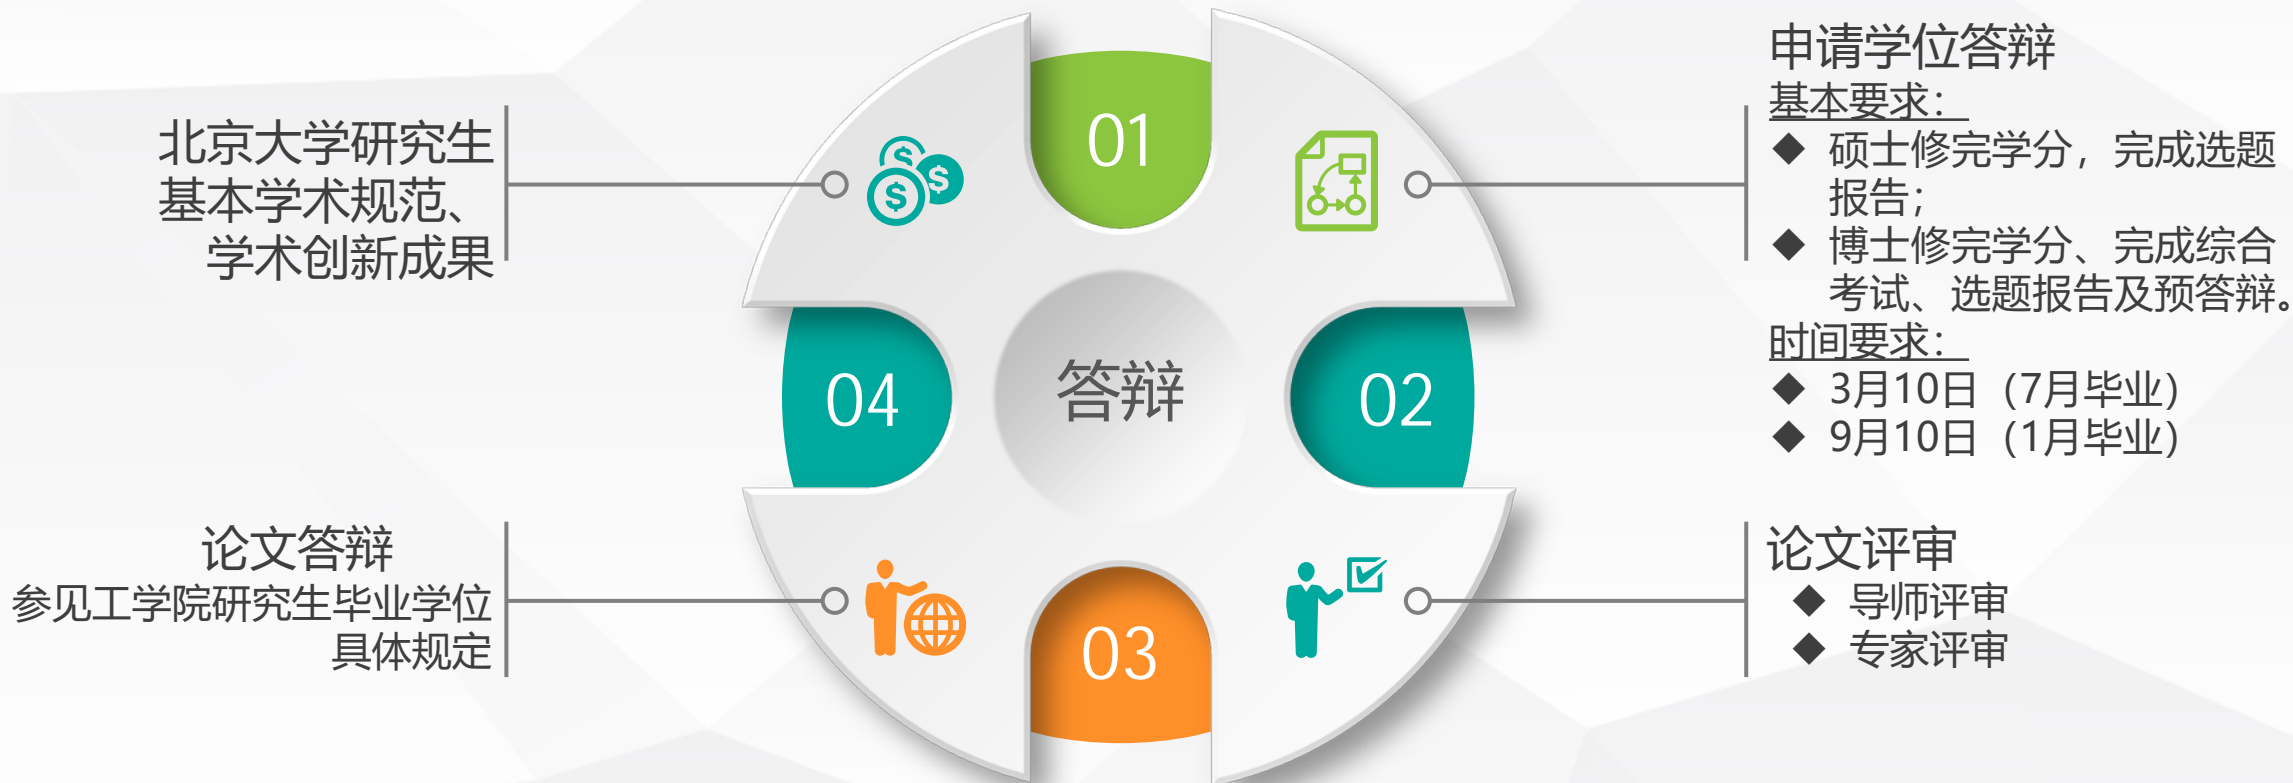 北京大学研究生
基本学术规范、
学术创新成果
01
申请学位答辩
基本要求：
◆ 硕士修完学分，完成选题
报告；
◆ 博士修完学分、完成综合
考试、选题报告及预答辩。
时间要求：
◆ 3月10日（7月毕业）
◆ 9月10日（1月毕业）
04
答辩
02
论文答辩
参见工学院研究生毕业学位
具体规定
03
论文评审
◆ 导师评审
◆ 专家评审